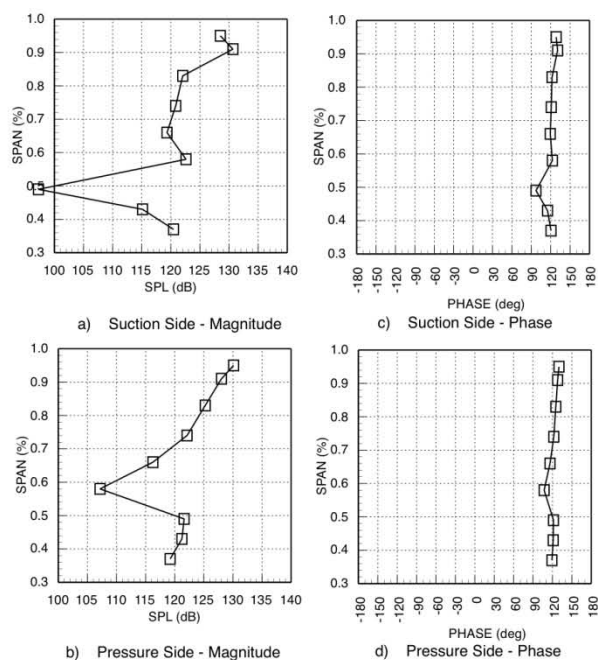 1.0
0.9
0.8
0.7
0.6
0.5
0.4
0.3
SPAN (%)
100 105 110 115 120 125 130 135 140
SPL (dB)
a) Suction Side - Magnitude
1.0
0.9
0.8
0.7
0.6
0.5
0.4
0.3
SPAN (%)
-180 -150 -120 -90 -60 -30 0 30 60 90 120 150 180
PHASE (deg)
c) Suction Side - Phase
1.0
0.9
0.8
0.7
0.6
0.5
0.4
0.3
SPAN (%)
100 105 110 115 120 125 130 135 140
SPL (dB)
b) Pressure Side - Magnitude
1.0
0.9
0.8
0.7
0.6
0.5
0.4
0.3
SPAN (%)
-180 -150 -120 -90 -60 -30 0 30 60 90 120 150 180
PHASE (deg)
d) Pressure Side - Phase